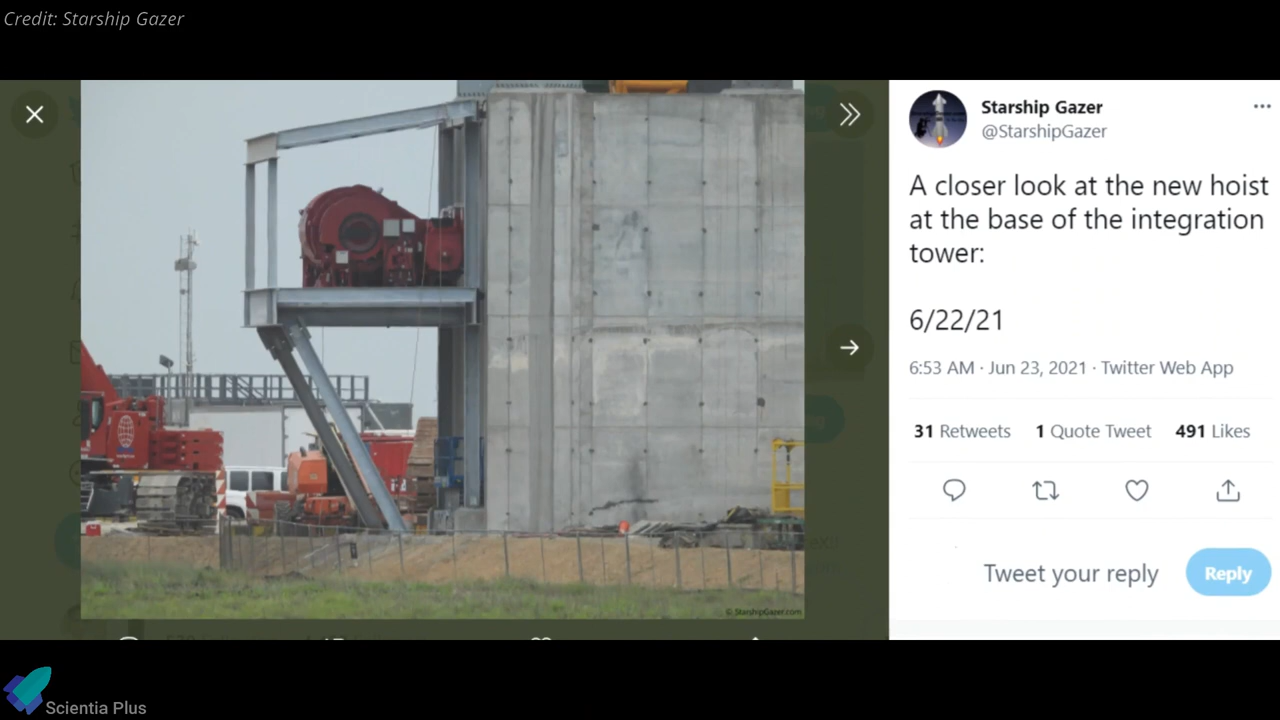 Credit: Starship Gazer
Starship Gazer
@StarshipGazer
A closer look at the new hoist
at the base of the integration
tower:
6/22/21
6:53 AM · Jun 23, 2021 · Twitter Web App
31 Retweets 1 Quote Tweet 491 Likes
Tweet your reply
Reply
© StarshipGazer.com
Scientia Plus